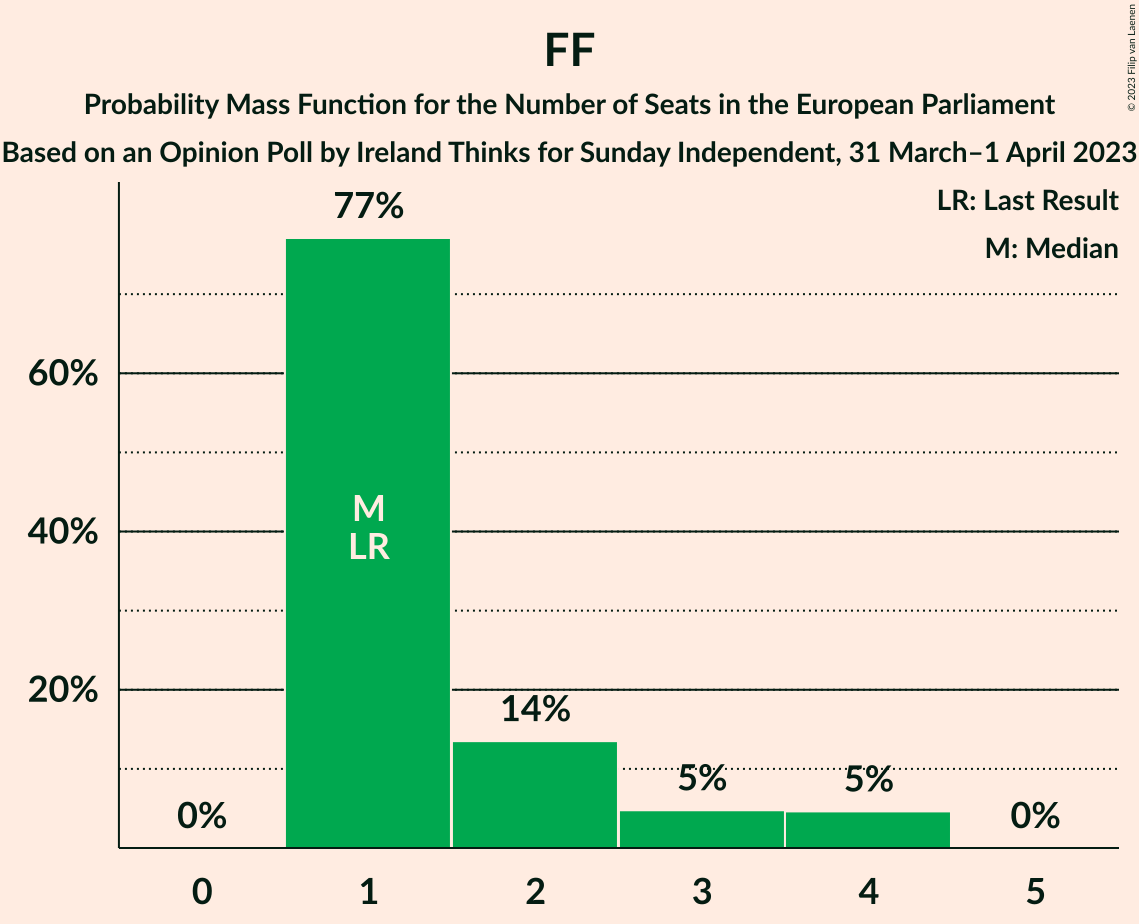 FF
Probability Mass Function for the Number of Seats in the European Parliament
Based on an Opinion Poll by Ireland Thinks for Sunday Independent, 31 March–1 April 2023
© 2023 Filip van Laenen
LR: Last Result
M: Median
77%
60%
40%
20%
M
LR
14%
5%
5%
0%
0%
0 1 2 3 4 5